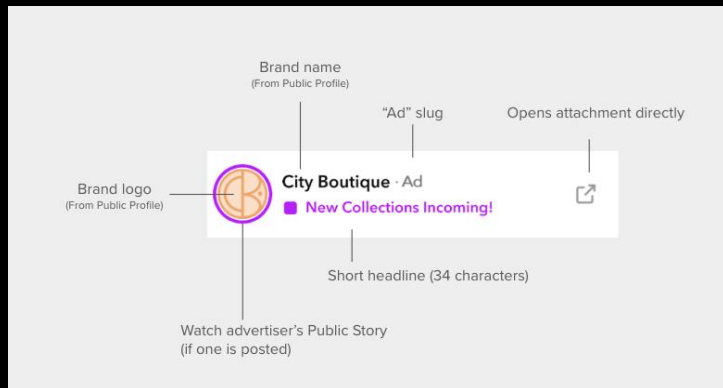 Brand name
(From Public Profile)
“Ad” slug
Opens attachment directly
Brand logo
(From Public Profile)
City Boutique · Ad
New Collections Incoming!
Short headline (34 characters)
Watch advertiser’s Public Story
(if one is posted)